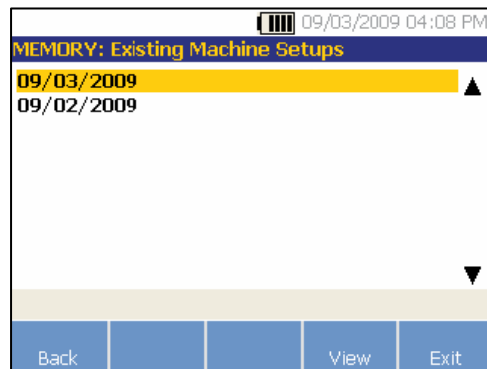 09/03/2009 04:08 PM
MEMORY: Existing Machine Setups
09/03/2009
09/02/2009
Back View Exit